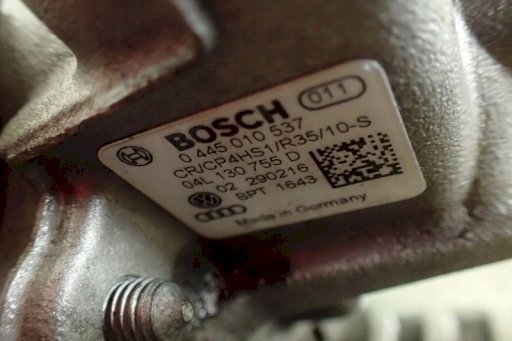 BOSCH 011
0 445 010 537
CR/CP4HS1/R35/10-S
04L 130 755 D
02 290216
BPT 1643
Made in Germany